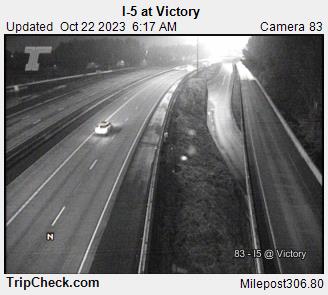 I-5 at Victory
Updated Oct 22 2023 6:17 AM Camera 83
T
N
83 - I5 @ Victory
TripCheck.com Milepost306.80